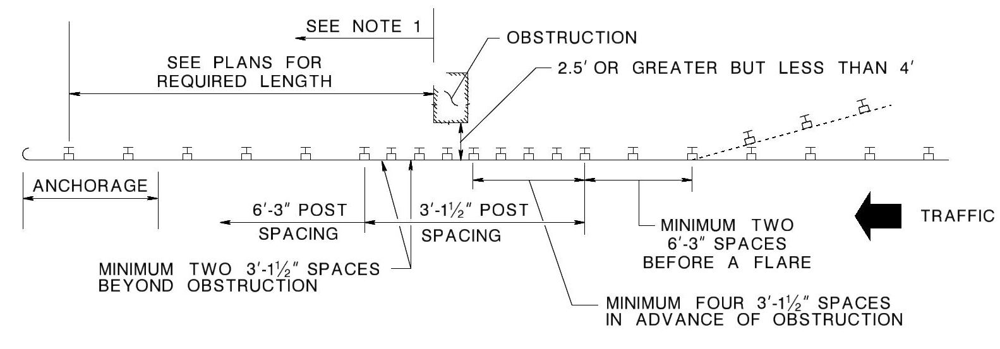 SEE NOTE 1
OBSTRUCTION
SEE PLANS FOR
REQUIRED LENGTH
2.5' OR GREATER BUT LESS THAN 4'
ANCHORAGE
6'-3" POST
SPACING
3'-1½" POST
SPACING
TRAFFIC
MINIMUM TWO
6'-3" SPACES
BEFORE A FLARE
MINIMUM TWO 3'-1½" SPACES
BEYOND OBSTRUCTION
MINIMUM FOUR 3'-1½" SPACES
IN ADVANCE OF OBSTRUCTION